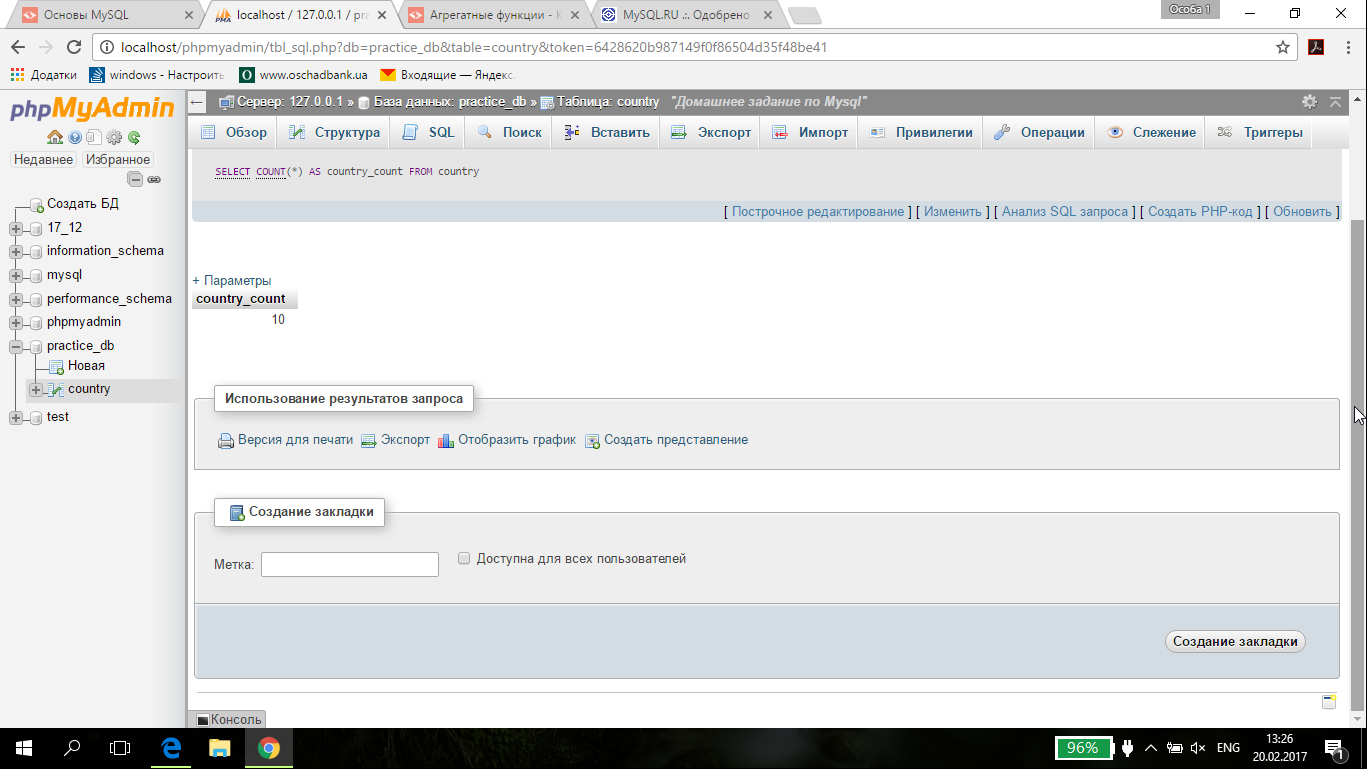 Основы MySQL
localhost / 127.0.0.1 / pra
Агрегатные функции - К
MySQL.RU .:. Одобрено
Особа 1
localhost/phpmyadmin/tbl_sql.php?db=practice_db&table=country&token=6428620b987149f0f86504d35f48be41
Додатки
windows - Настроить
www.oschadbank.ua
Входящие — Яндекс.
phpMyAdmin
Недавнее
Избранное
Создать БД
17_12
information_schema
mysql
performance_schema
phpmyadmin
practice_db
Новая
country
test
Сервер: 127.0.0.1 » База данных: practice_db » Таблица: country "Домашнее задание по Mysql"
Обзор
Структура
SQL
Поиск
Вставить
Экспорт
Импорт
Привилегии
Операции
Слежение
Триггеры
SELECT COUNT(*) AS country_count FROM country
[ Построчное редактирование ] [ Изменить ] [ Анализ SQL запроса ] [ Создать PHP-код ] [ Обновить ]
+ Параметры
country_count
10
Использование результатов запроса
Версия для печати
Экспорт
Отобразить график
Создать представление
Создание закладки
Метка:
Доступна для всех пользователей
Создание закладки
Консоль
96%
ENG
13:26
20.02.2017
1